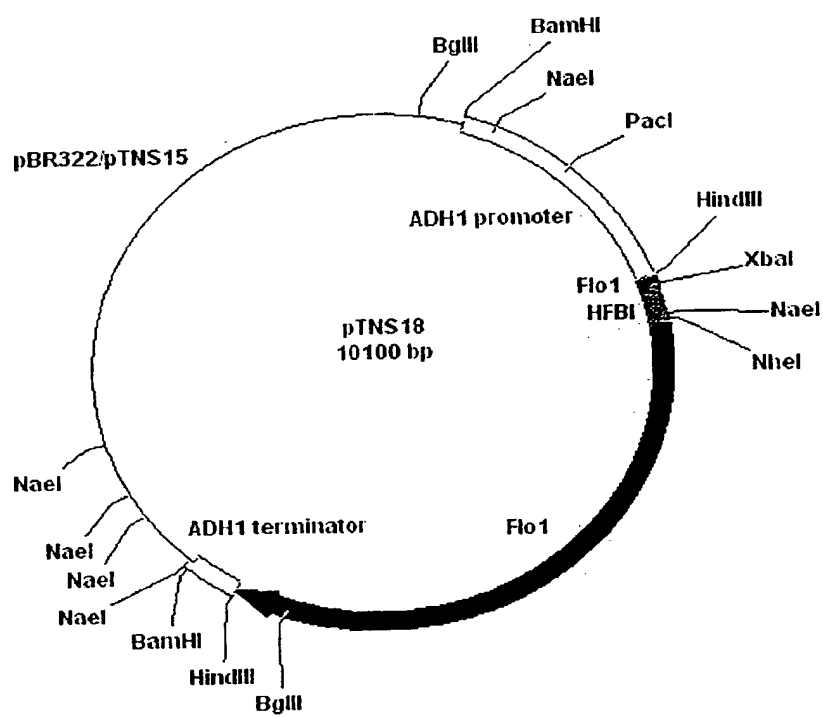 BglII
BamHI
NaeI
PacI
pBR322/pTNS15
HindIII
ADH1 promoter
XbaI
Flo1
HFBI
NaeI
pTNS18
10100 bp
NheI
NaeI
ADH1 terminator
Flo1
NaeI
NaeI
NaeI
BamHI
HindIII
BglII